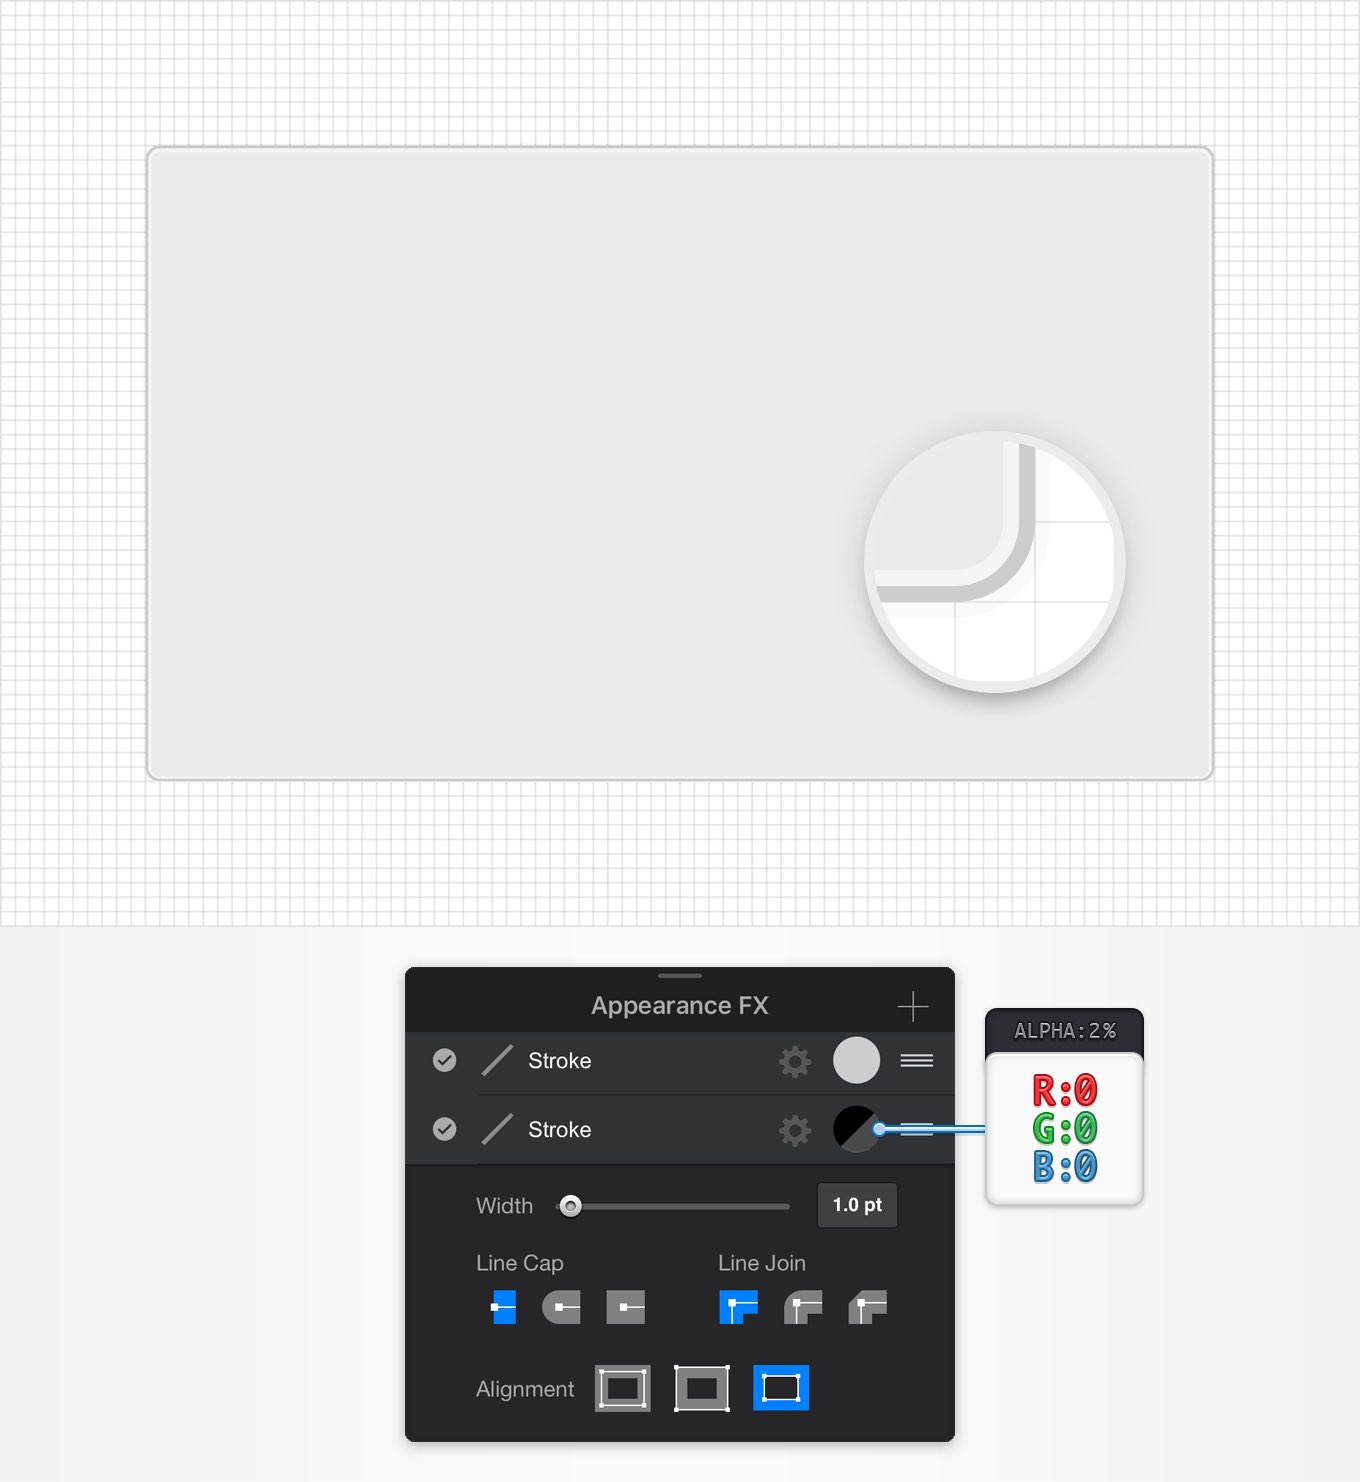 Appearance FX
Stroke
Stroke
Width
1.0 pt
Line Cap
Line Join
Alignment
ALPHA:2%
R:0
G:0
B:0